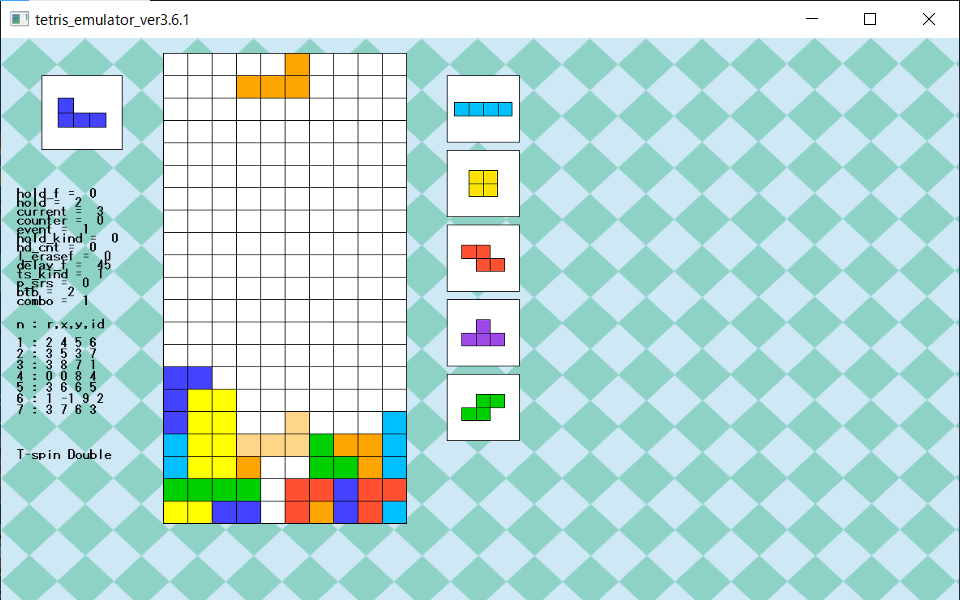 tetris_emulator_ver3.6.1
hold_f = 0
hold = 2
current = 3
counter = 0
event = 1
hold_kind = 0
hd_cnt = 0
l_erasef = 0
delay_f = 45
ts_kind = 1
p_srs = 0
btb = 2
combo = 1
n : r,x,y,id
1 : 2 4 5 6
2 : 3 5 3 7
3 : 3 8 7 1
4 : 0 0 8 4
5 : 3 6 6 5
6 : 1 -1 9 2
7 : 3 7 6 3
T-spin Double